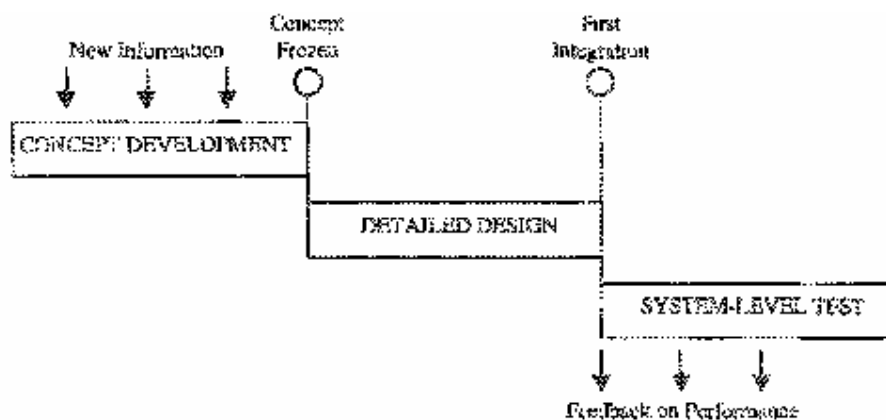 Concept
Frozen
First
Integration
New Information
CONCEPT DEVELOPMENT
DETAILED DESIGN
SYSTEM-LEVEL TEST
Feedback on Performance